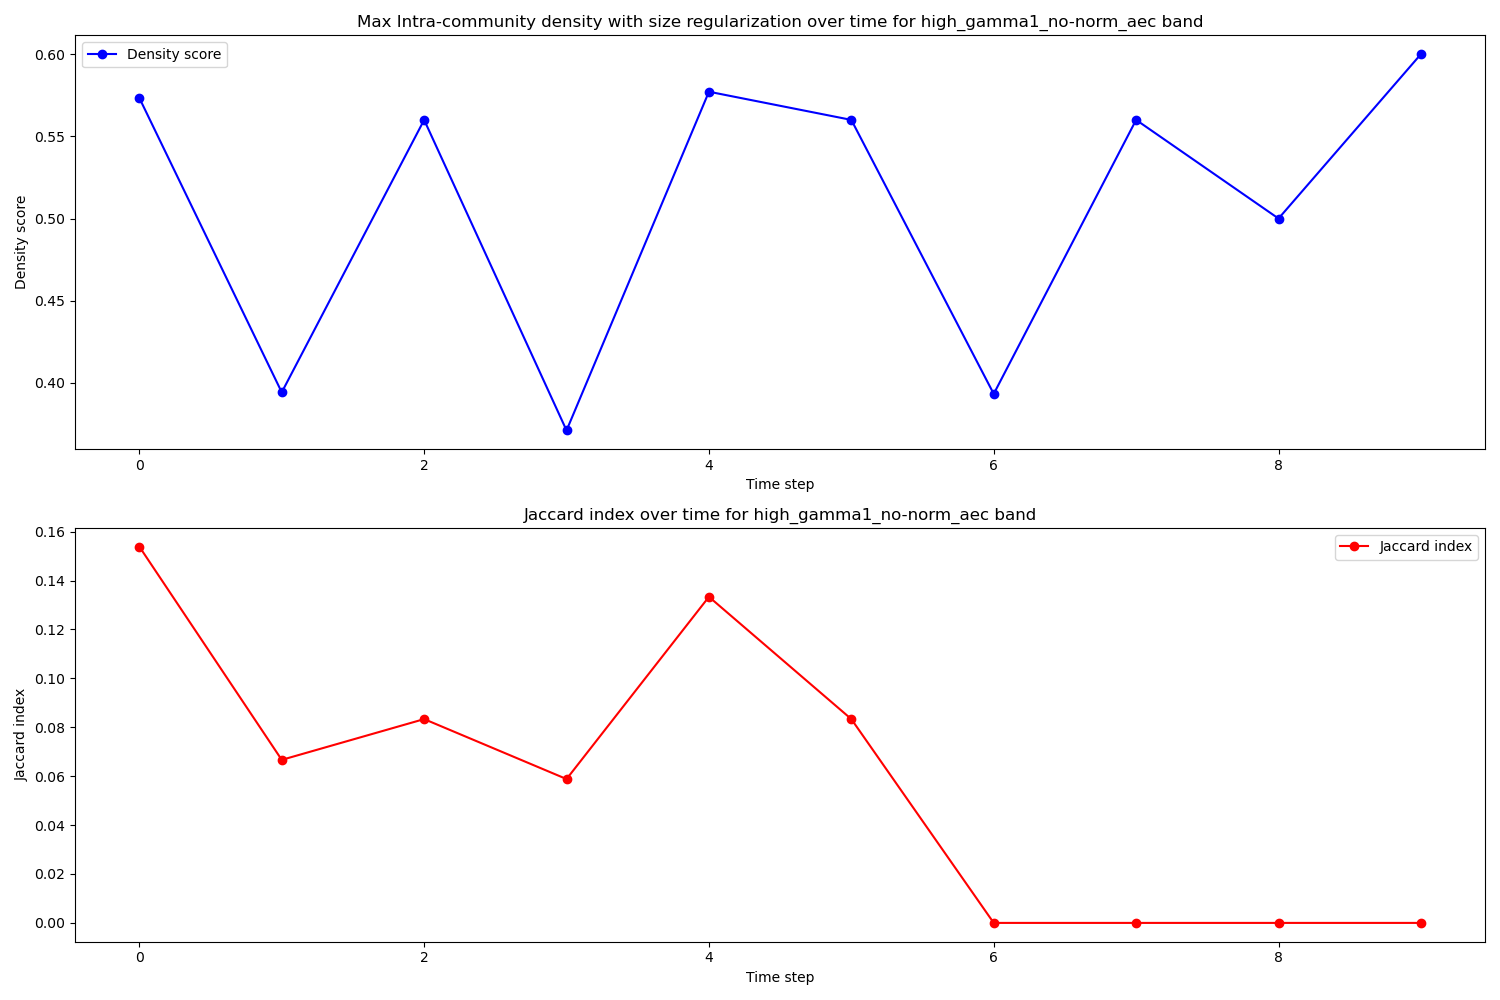 Max Intra-community density with size regularization over time for high_gamma1_no-norm_aec band
Density score
0.60
0.55
0.50
0.45
0.40
Density score
0 2 4 6 8
Time step
Jaccard index over time for high_gamma1_no-norm_aec band
Jaccard index
0.16
0.14
0.12
0.10
0.08
0.06
0.04
0.02
0.00
Jaccard index
0 2 4 6 8
Time step